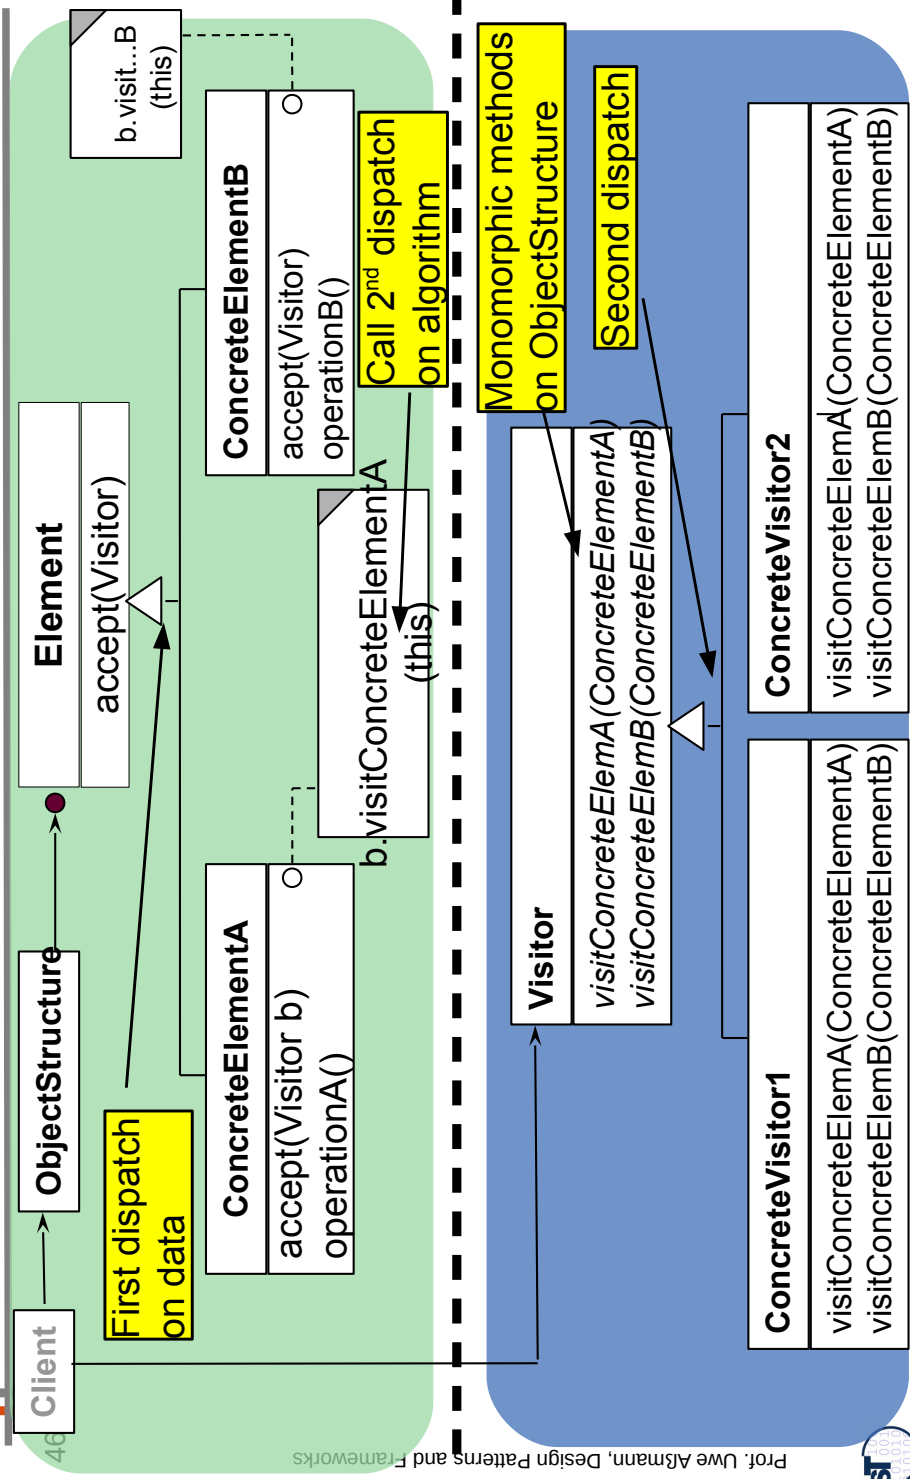 46
Client
ObjectStructure
Element
accept(Visitor)
b.visit...B
(this)
First dispatch
on data
ConcreteElementA
accept(Visitor b)
operationA()
ConcreteElementB
accept(Visitor)
operationB()
b.visitConcreteElementA
(this)
Call 2nd dispatch
on algorithm
Prof. Uwe Aßmann, Design Patterns and Frameworks
Visitor
visitConcreteElemA(ConcreteElementA)
visitConcreteElemB(ConcreteElementB)
Monomorphic methods
on ObjectStructure
Second dispatch
ConcreteVisitor1
visitConcreteElemA(ConcreteElementA)
visitConcreteElemB(ConcreteElementB)
ConcreteVisitor2
visitConcreteElemA(ConcreteElementA)
visitConcreteElemB(ConcreteElementB)
ST